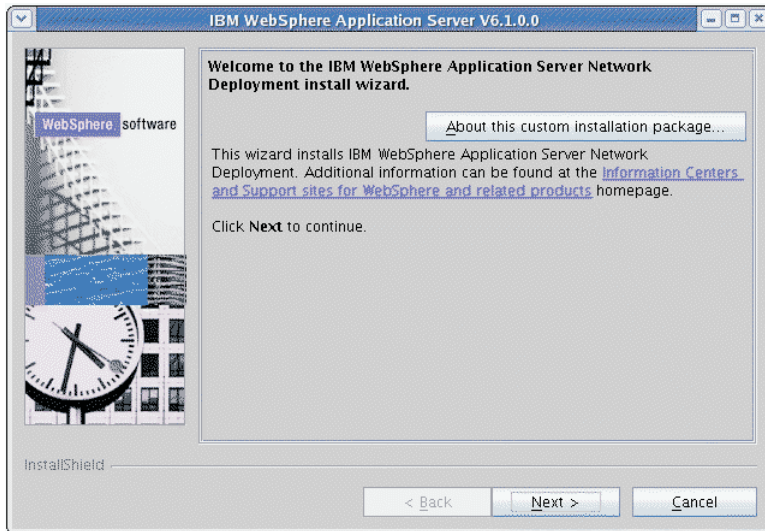 IBM WebSphere Application Server V6.1.0.0
WebSphere. software
Welcome to the IBM WebSphere Application Server Network
Deployment install wizard.
About this custom installation package...
This wizard installs IBM WebSphere Application Server Network
Deployment. Additional information can be found at the Information Centers
and Support sites for WebSphere and related products homepage.
Click Next to continue.
InstallShield
< Back
Next >
Cancel